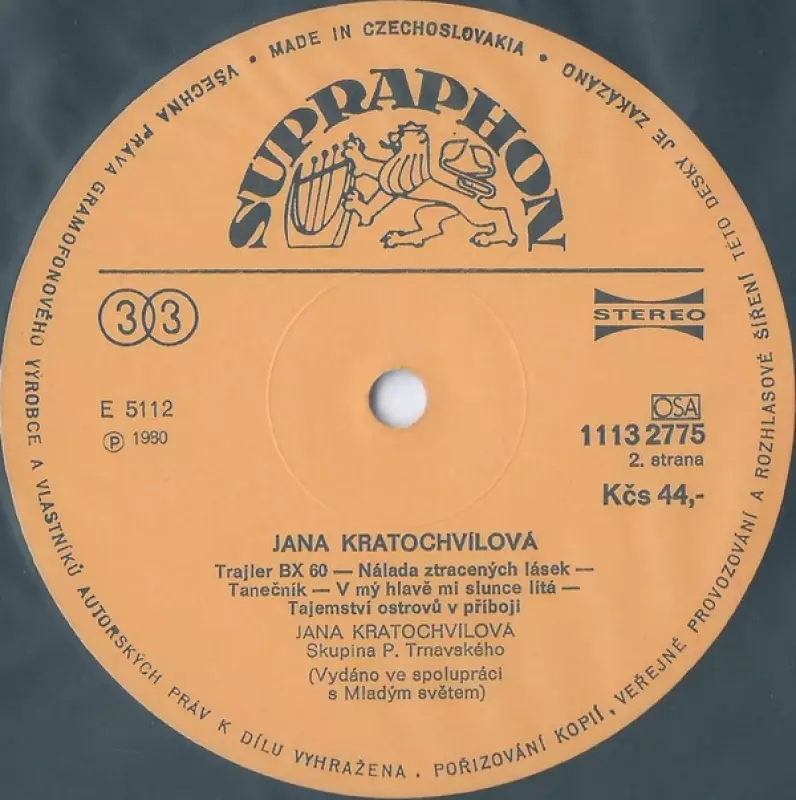 VŠECHNA PRÁVA GRAMOFONOVÉHO VÝROBCE A VLASTNÍKŮ AUTORSKÝCH PRÁV K DÍLU VYHRAŽENA . POŘIZOVÁNÍ KOPIÍ, VEŘEJNÉ PROVOZOVÁNÍ A ROZHLASOVÉ ŠÍŘENÍ TÉTO DESKY JE ZAKÁZÁNO
• MADE IN CZECHOSLOVAKIA •
SUPRAPHON
33
STEREO
E 5112
Ⓟ 1980
OSA
1113 2775
2. strana
Kčs 44,-
JANA KRATOCHVÍLOVÁ
Trajler BX 60 — Nálada ztracených lásek —
Tanečník — V mý hlavě mi slunce lítá —
Tajemství ostrovů v příboji
JANA KRATOCHVÍLOVÁ
Skupina P. Trnavského
(Vydáno ve spolupráci
s Mladým světem)